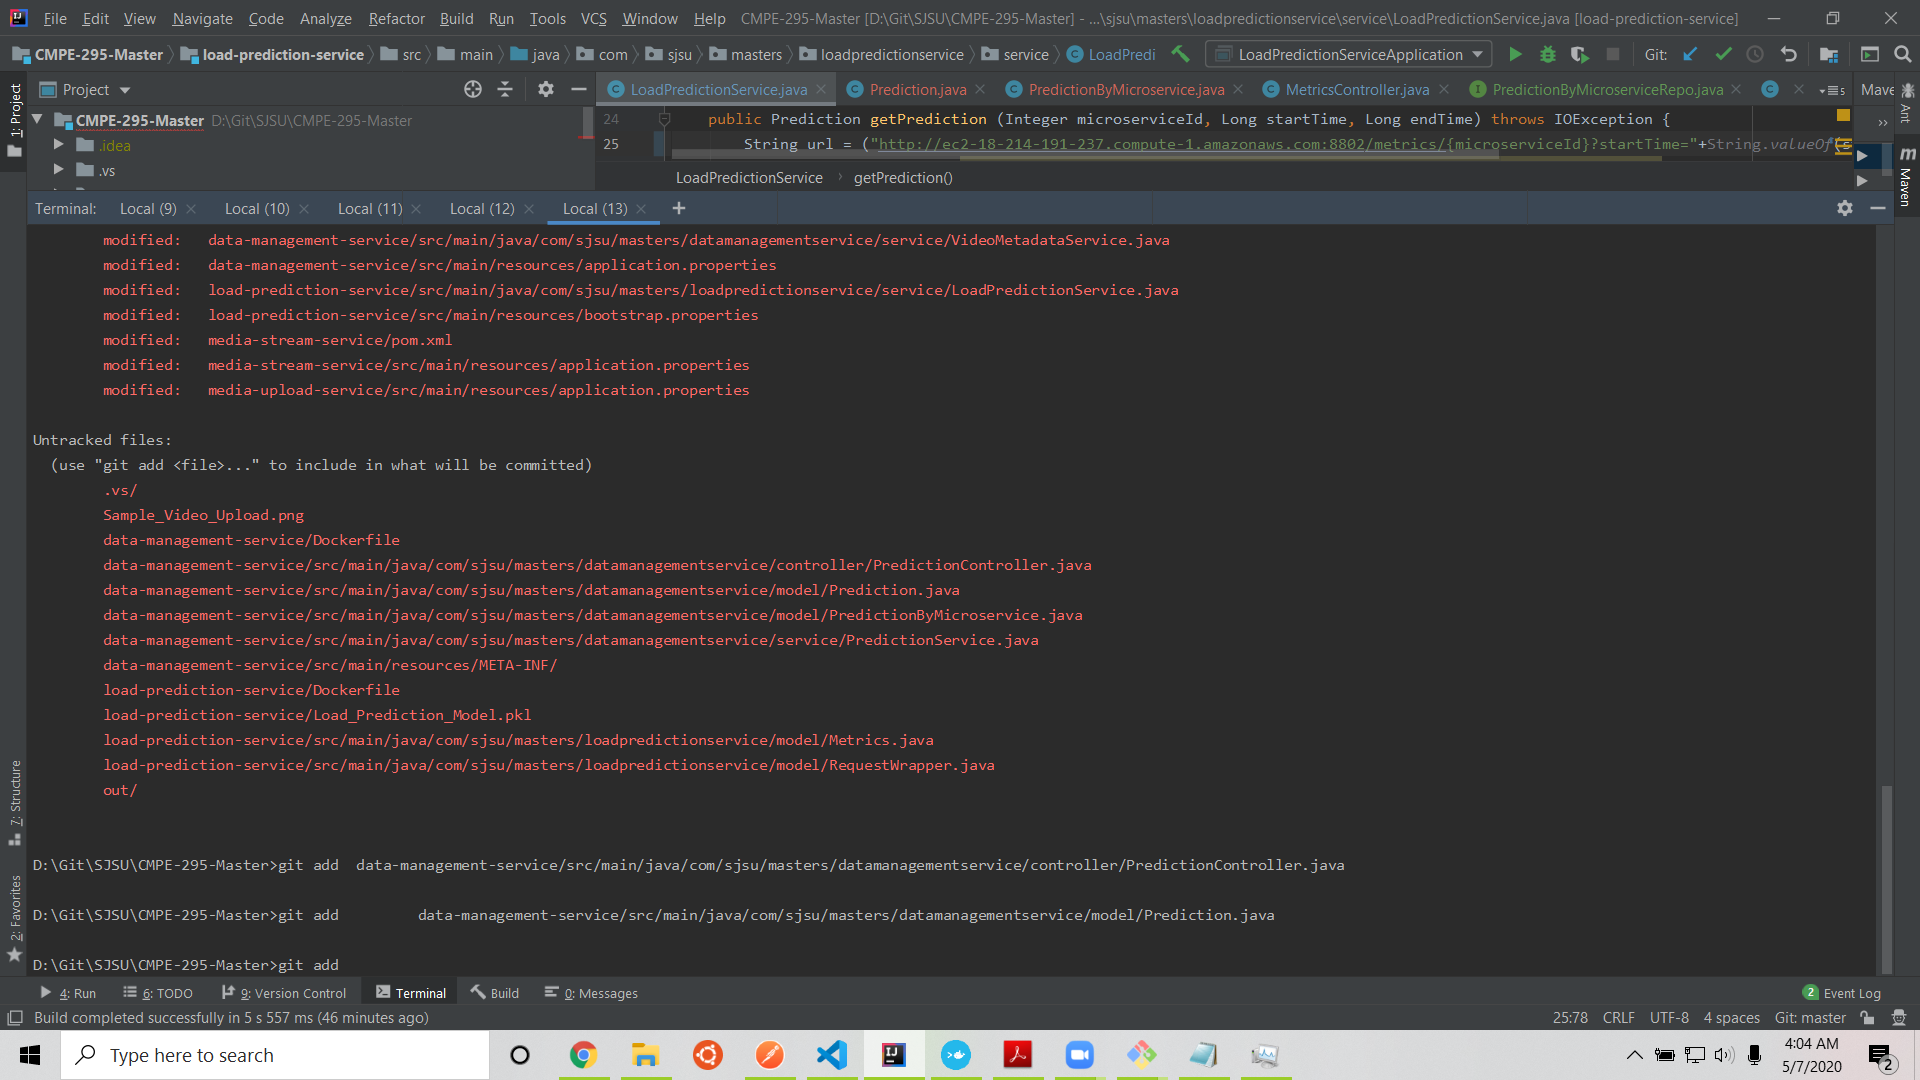 File Edit View Navigate Code Analyze Refactor Build Run Tools VCS Window Help CMPE-295-Master [D:\Git\SJSU\CMPE-295-Master] - ...\sjsu\masters\loadpredictionservice\service\LoadPredictionService.java [load-prediction-service]
CMPE-295-Master load-prediction-service src main java com sjsu masters loadpredictionservice service LoadPredi LoadPredictionServiceApplication Git:
1: Project
Project
LoadPredictionService.java Prediction.java PredictionByMicroservice.java MetricsController.java PredictionByMicroserviceRepo.java Mave
Ant
CMPE-295-Master D:\Git\SJSU\CMPE-295-Master
.idea
.vs
24 public Prediction getPrediction (Integer microserviceId, Long startTime, Long endTime) throws IOException {
25 String url = ("http://ec2-18-214-191-237.compute-1.amazonaws.com:8802/metrics/{microserviceId}?startTime="+String.valueOf(s
LoadPredictionService getPrediction()
Maven
Terminal: Local (9) Local (10) Local (11) Local (12) Local (13) +
modified: data-management-service/src/main/java/com/sjsu/masters/datamanagementservice/service/VideoMetadataService.java
modified: data-management-service/src/main/resources/application.properties
modified: load-prediction-service/src/main/java/com/sjsu/masters/loadpredictionservice/service/LoadPredictionService.java
modified: load-prediction-service/src/main/resources/bootstrap.properties
modified: media-stream-service/pom.xml
modified: media-stream-service/src/main/resources/application.properties
modified: media-upload-service/src/main/resources/application.properties
Untracked files:
(use "git add <file>..." to include in what will be committed)
.vs/
Sample_Video_Upload.png
data-management-service/Dockerfile
data-management-service/src/main/java/com/sjsu/masters/datamanagementservice/controller/PredictionController.java
data-management-service/src/main/java/com/sjsu/masters/datamanagementservice/model/Prediction.java
data-management-service/src/main/java/com/sjsu/masters/datamanagementservice/model/PredictionByMicroservice.java
data-management-service/src/main/java/com/sjsu/masters/datamanagementservice/service/PredictionService.java
data-management-service/src/main/resources/META-INF/
load-prediction-service/Dockerfile
load-prediction-service/Load_Prediction_Model.pkl
load-prediction-service/src/main/java/com/sjsu/masters/loadpredictionservice/model/Metrics.java
load-prediction-service/src/main/java/com/sjsu/masters/loadpredictionservice/model/RequestWrapper.java
out/
7: Structure
2: Favorites
D:\Git\SJSU\CMPE-295-Master>git add data-management-service/src/main/java/com/sjsu/masters/datamanagementservice/controller/PredictionController.java
D:\Git\SJSU\CMPE-295-Master>git add data-management-service/src/main/java/com/sjsu/masters/datamanagementservice/model/Prediction.java
D:\Git\SJSU\CMPE-295-Master>git add
4: Run 6: TODO 9: Version Control Terminal Build 0: Messages 2 Event Log
Build completed successfully in 5 s 557 ms (46 minutes ago) 25:78 CRLF UTF-8 4 spaces Git: master
Type here to search
4:04 AM
5/7/2020
2